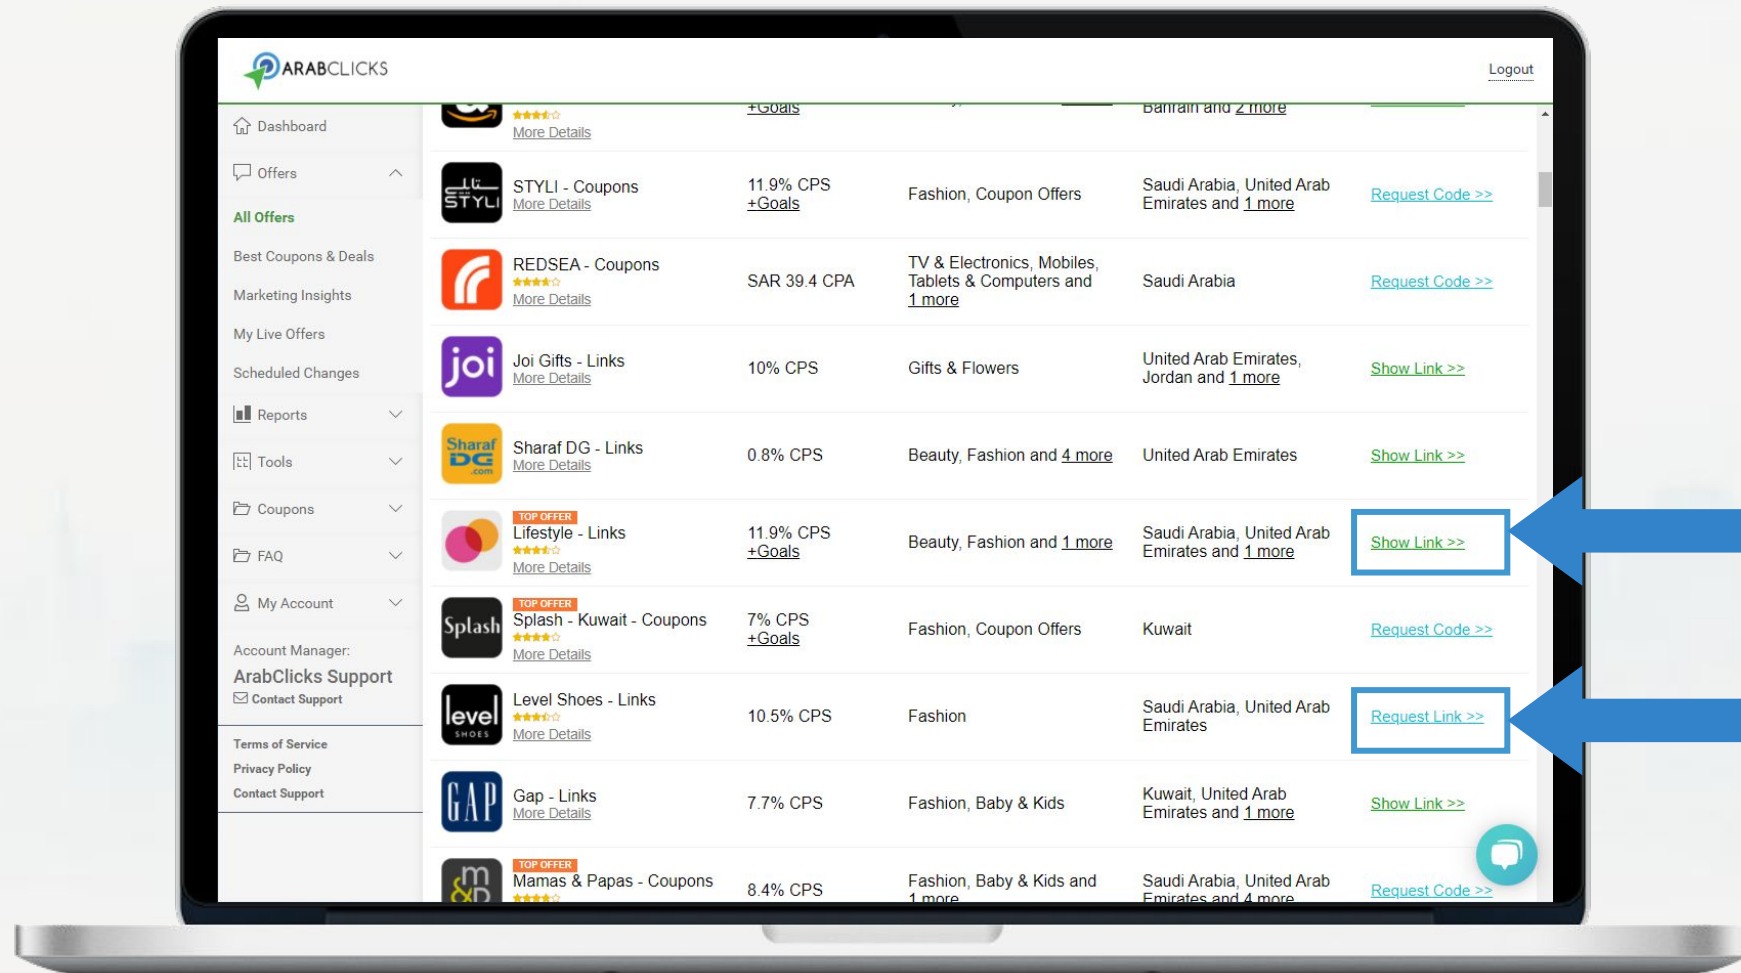 ARABCLICKS
Logout
Dashboard
Offers
All Offers
Best Coupons & Deals
Marketing Insights
My Live Offers
Scheduled Changes
Reports
Tools
Coupons
FAQ
My Account
Account Manager:
ArabClicks Support
Contact Support
Terms of Service
Privacy Policy
Contact Support
+Goals
Bahrain and 2 more
More Details
ستايلي
STYLI
STYLI - Coupons
More Details
11.9% CPS
+Goals
Fashion, Coupon Offers
Saudi Arabia, United Arab
Emirates and 1 more
Request Code >>
REDSEA - Coupons
More Details
SAR 39.4 CPA
TV & Electronics, Mobiles,
Tablets & Computers and
1 more
Saudi Arabia
Request Code >>
joi
Joi Gifts - Links
More Details
10% CPS
Gifts & Flowers
United Arab Emirates,
Jordan and 1 more
Show Link >>
Sharaf
DG
.com
Sharaf DG - Links
More Details
0.8% CPS
Beauty, Fashion and 4 more
United Arab Emirates
Show Link >>
TOP OFFER
Lifestyle - Links
More Details
11.9% CPS
+Goals
Beauty, Fashion and 1 more
Saudi Arabia, United Arab
Emirates and 1 more
Show Link >>
Splash
TOP OFFER
Splash - Kuwait - Coupons
More Details
7% CPS
+Goals
Fashion, Coupon Offers
Kuwait
Request Code >>
level
SHOES
Level Shoes - Links
More Details
10.5% CPS
Fashion
Saudi Arabia, United Arab
Emirates
Request Link >>
GAP
Gap - Links
More Details
7.7% CPS
Fashion, Baby & Kids
Kuwait, United Arab
Emirates and 1 more
Show Link >>
m
&p
TOP OFFER
Mamas & Papas - Coupons
8.4% CPS
Fashion, Baby & Kids and
1 more
Saudi Arabia, United Arab
Emirates and 4 more
Request Code >>